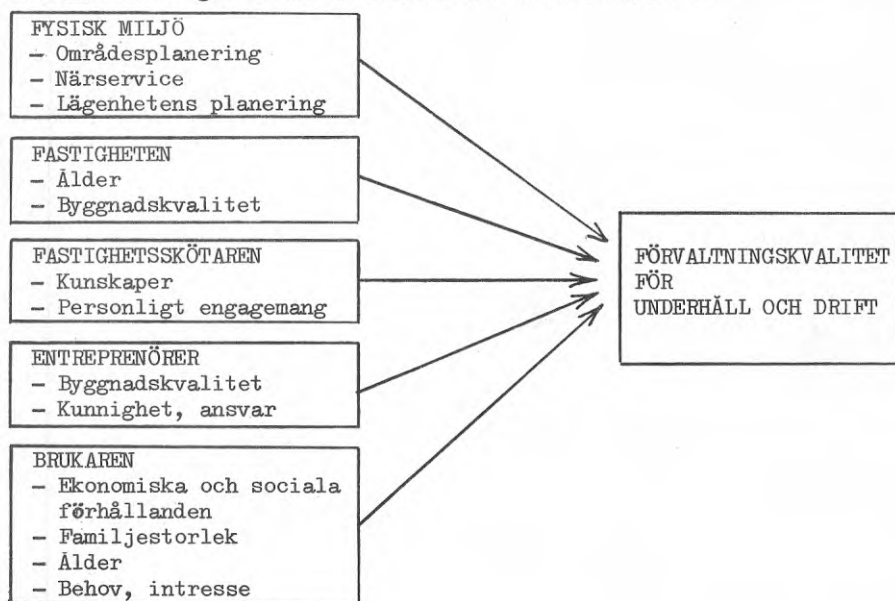 FYSISK MILJÖ
– Områdesplanering
– Närservice
– Lägenhetens planering
FASTIGHETEN
– Ålder
– Byggnadskvalitet
FASTIGHETSSKÖTAREN
– Kunskaper
– Personligt engagemang
ENTREPRENÖRER
– Byggnadskvalitet
– Kunnighet, ansvar
BRUKAREN
– Ekonomiska och sociala
förhållanden
– Familjestorlek
– Ålder
– Behov, intresse
FÖRVALTNINGSKVALITET
FÖR
UNDERHÅLL OCH DRIFT